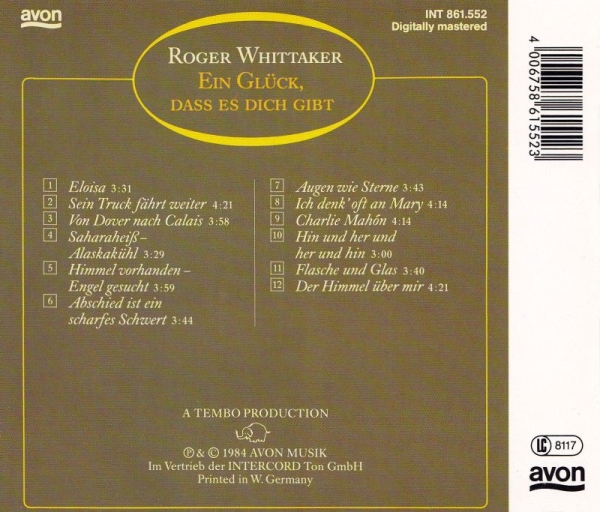 avon
INT 861.552
Digitally mastered
ROGER WHITTAKER
EIN GLÜCK,
DASS ES DICH GIBT
1 Eloisa 3:31
2 Sein Truck fährt weiter 4:21
3 Von Dover nach Calais 3:58
4 Saharaheiß –
Alaskakühl 3:29
5 Himmel vorhanden –
Engel gesucht 3:59
6 Abschied ist ein
scharfes Schwert 3:44
7 Augen wie Sterne 3:43
8 Ich denk' oft an Mary 4:14
9 Charlie Mahón 4:14
10 Hin und her und
her und hin 3:00
11 Flasche und Glas 3:40
12 Der Himmel über mir 4:21
A TEMBO PRODUCTION
℗ & © 1984 AVON MUSIK
Im Vertrieb der INTERCORD Ton GmbH
Printed in W. Germany
4 006758 615523
LC 8117
avon